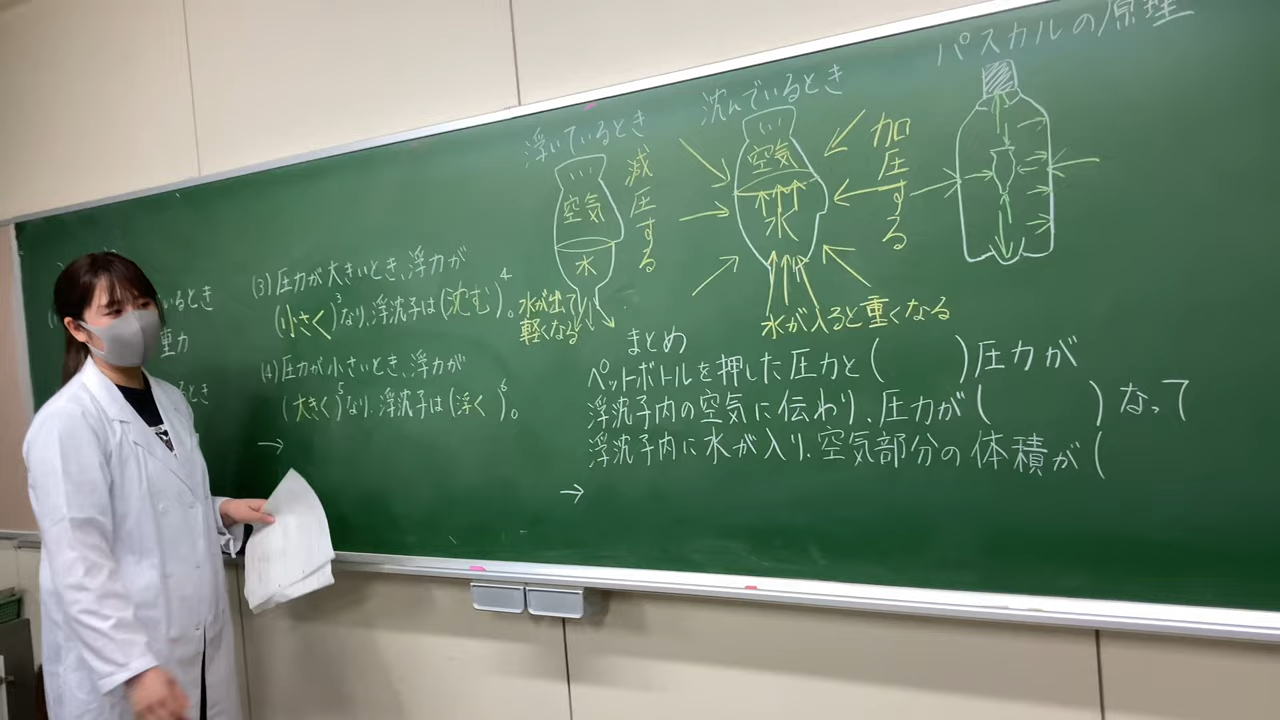 いるとき
重力
るとき
(3)圧力が大きいとき、浮力が
(小さく)³なり、浮沈子は(沈む)⁴。
(4)圧力が小さいとき、浮力が
(大きく)⁵なり、浮沈子は(浮く)⁶。
→
浮いているとき
空気
水
減圧する
水が出て
軽くなる
沈んでいるとき
空気
水
加圧する
水が入ると重くなる
パスカルの原理
まとめ
ペットボトルを押した圧力と( )圧力が
浮沈子内の空気に伝わり、圧力が( )なって
浮沈子内に水が入り、空気部分の体積が(
→